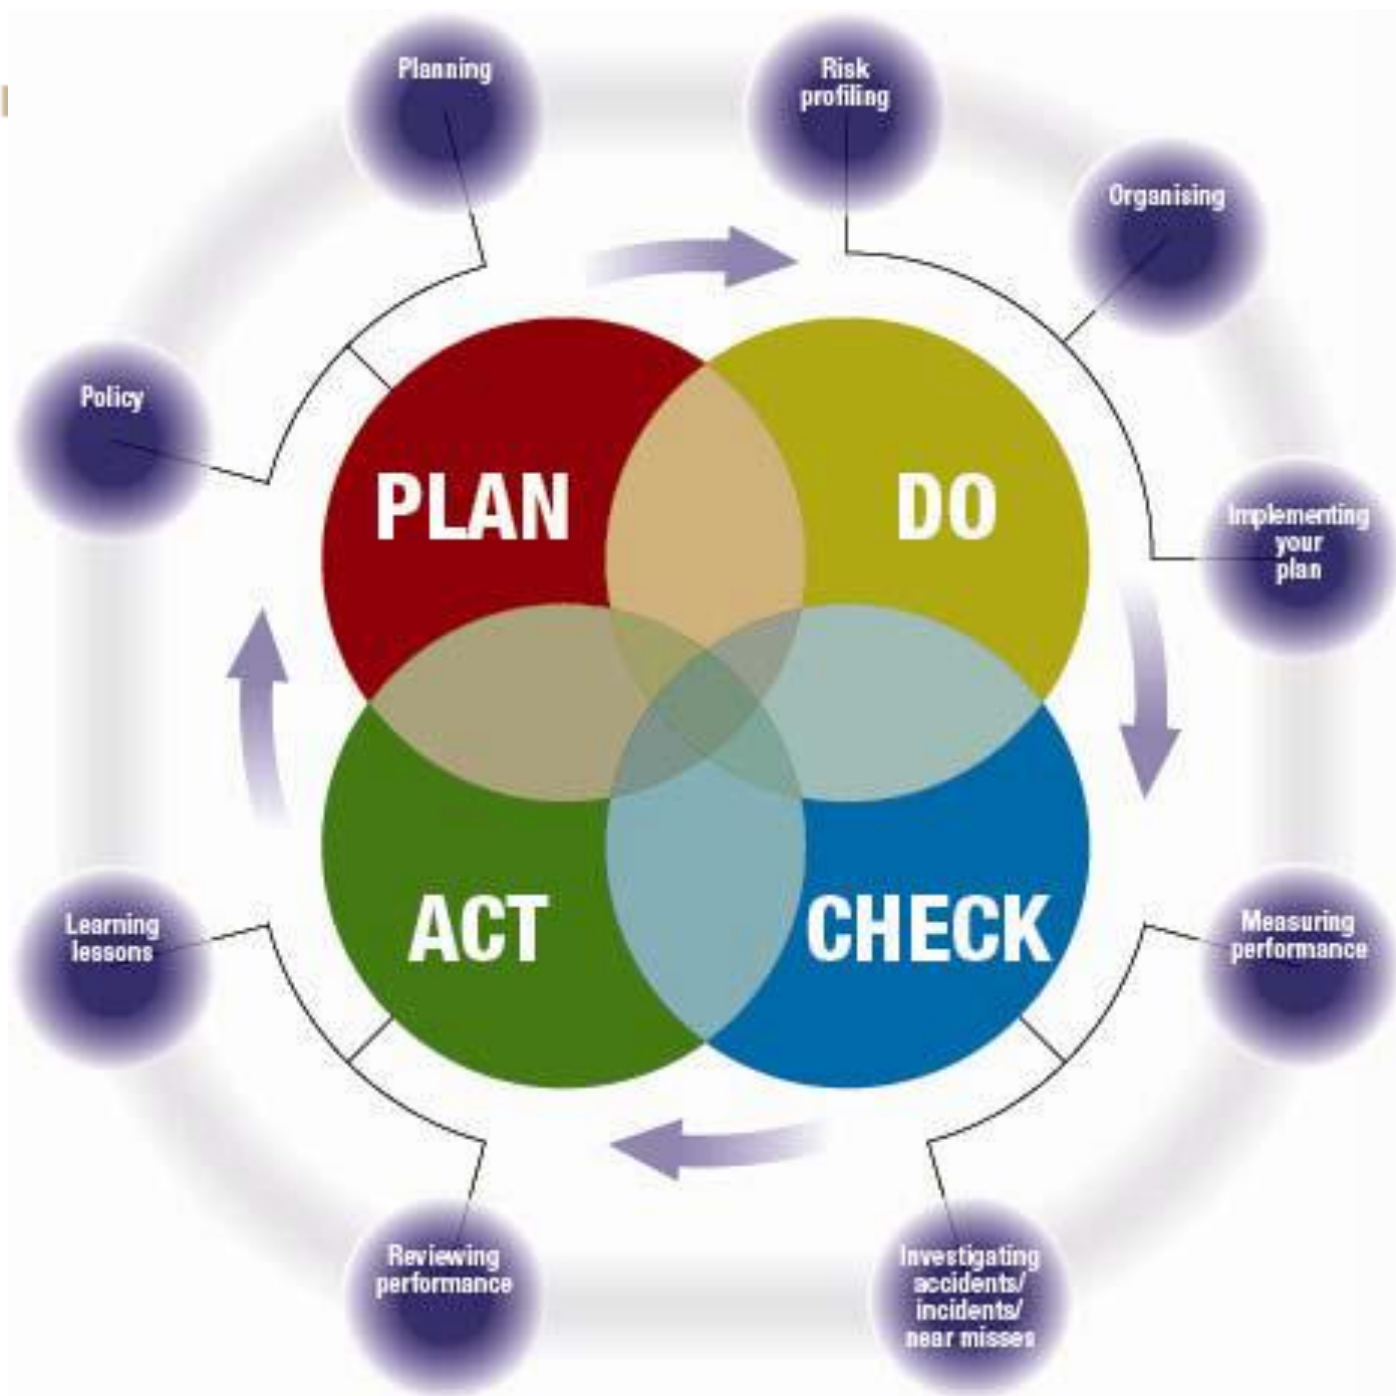 Planning
Risk
profiling
Organising
Policy
PLAN
DO
Implementing
your
plan
ACT
CHECK
Learning
lessons
Measuring
performance
Reviewing
performance
Investigating
accidents/
incidents/
near misses